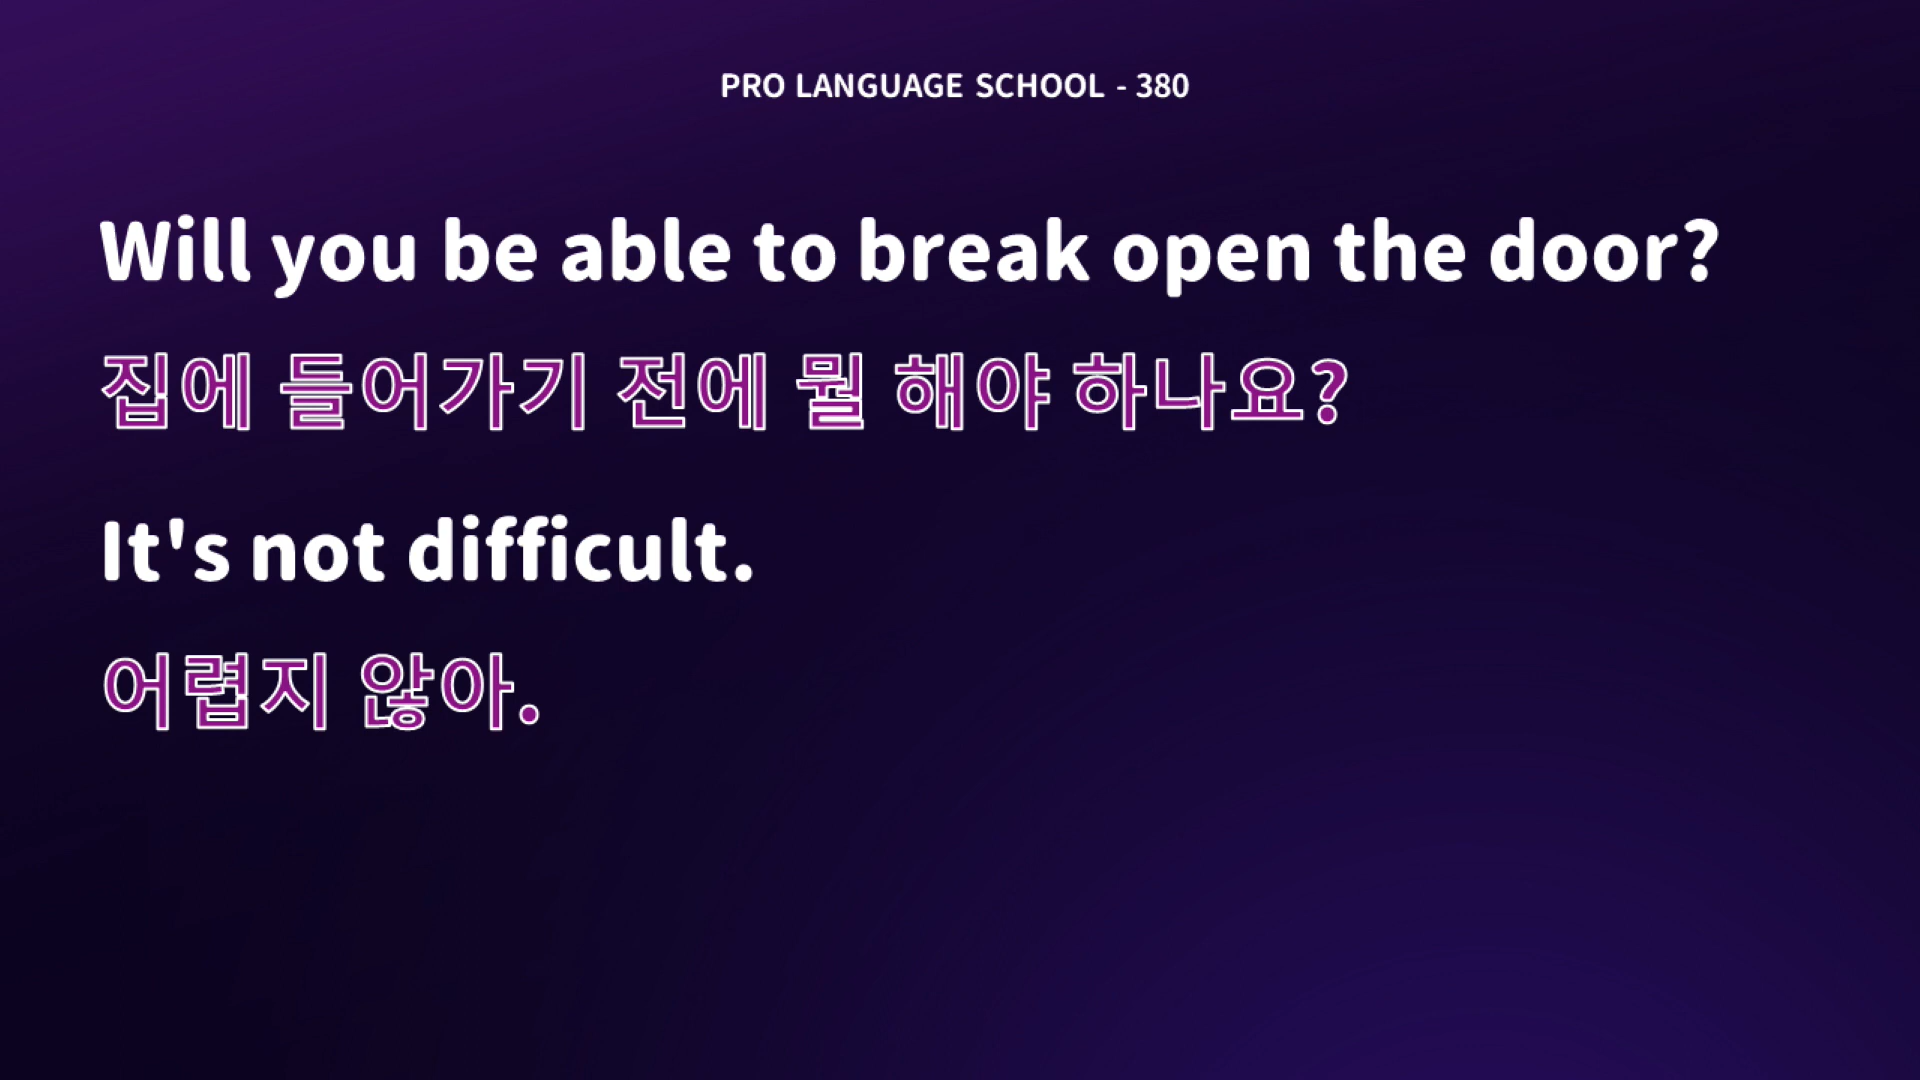 PRO LANGUAGE SCHOOL - 380
Will you be able to break open the door?
집에 들어가기 전에 뭘 해야 하나요?
It's not difficult.
어렵지 않아.